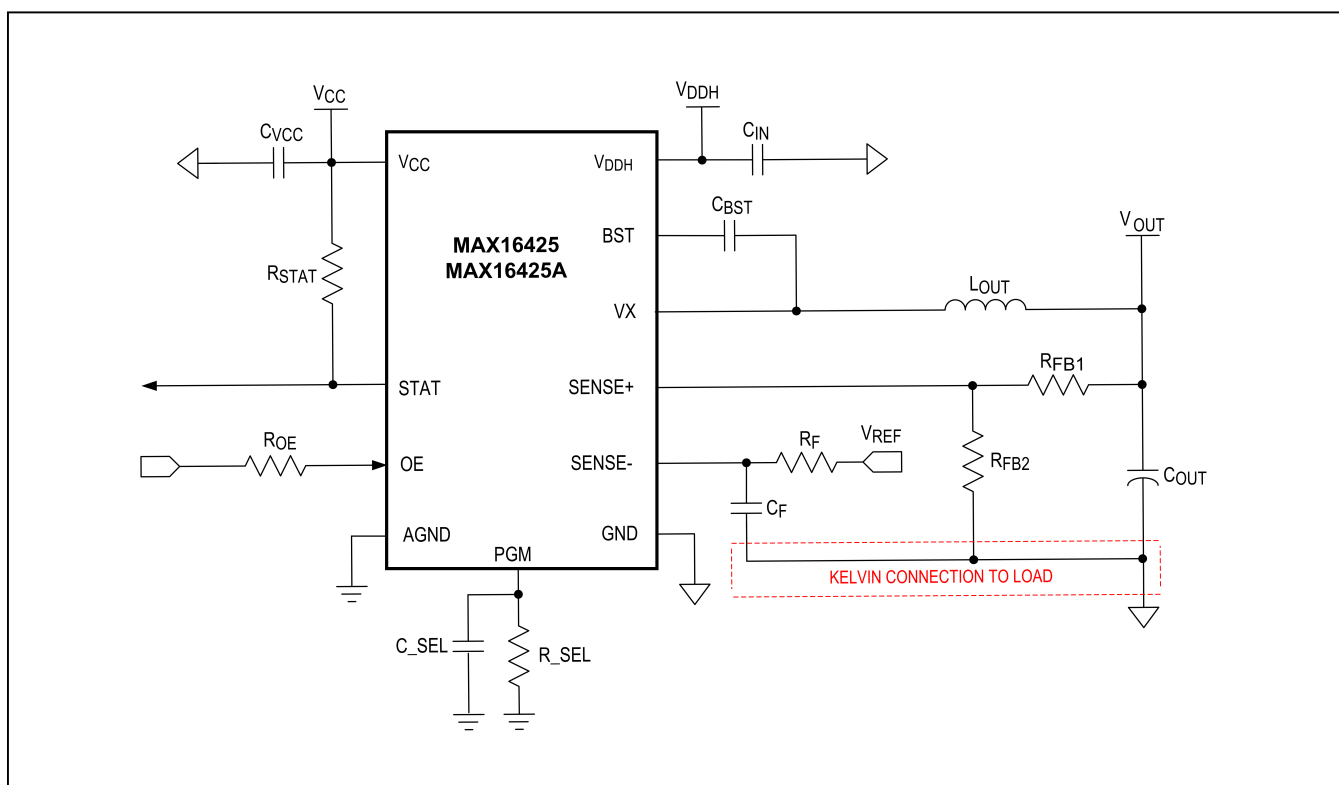 VCC
VDDH
CVCC
CIN
VCC
VDDH
CBST
BST
VOUT
MAX16425
MAX16425A
RSTAT
LOUT
VX
RFB1
STAT
SENSE+
ROE
RF
VREF
OE
SENSE-
RFB2
COUT
CF
AGND
GND
PGM
KELVIN CONNECTION TO LOAD
C_SEL
R_SEL